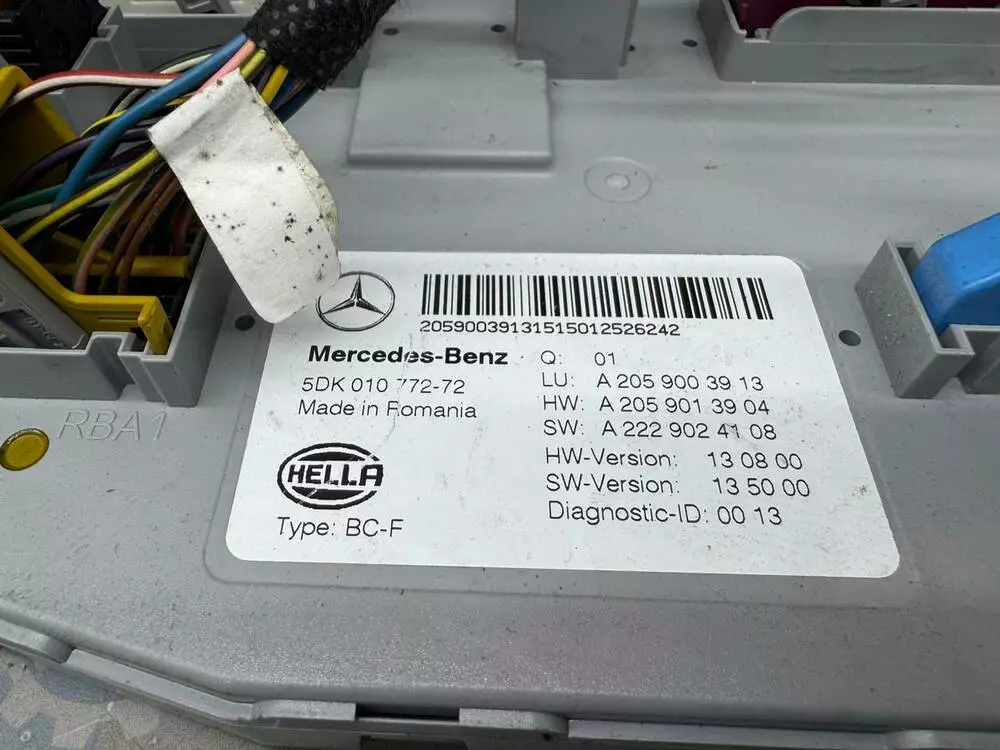 2059003913151501252​6242
Mercedes-Benz
5DK 010 772-72
Made in Romania
HELLA
Type: BC-F
Q: 01
LU: A 205 900 39 13
HW: A 205 901 39 04
SW: A 222 902 41 08
HW-Version: 13 08 00
SW-Version: 13 50 00
Diagnostic-ID: 00 13
RBA1